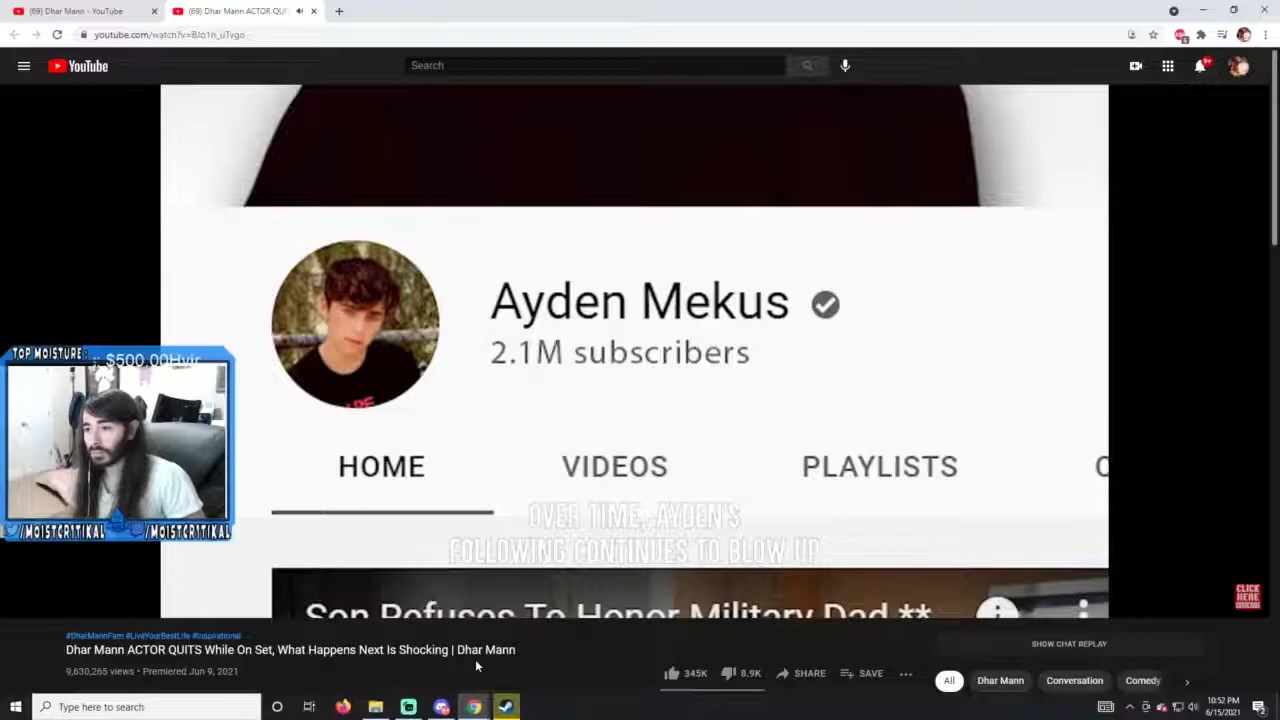 (69) Dhar Mann - YouTube
(69) Dhar Mann ACTOR QUI
youtube.com/watch?v=8Jo1n_uTvgo
YouTube
Search
9+
Ayden Mekus
2.1M subscribers
HOME VIDEOS PLAYLISTS
TOP MOISTURE:
$500.00
/MOISTCR1TIKAL /MOISTCR1TIKAL
OVER TIME, AYDEN'S
FOLLOWING CONTINUES TO BLOW UP
Son Refuses To Honor Military Dad **
CLICK
HERE
#DharMannFam #LiveYourBestLife #Inspirational
Dhar Mann ACTOR QUITS While On Set, What Happens Next Is Shocking | Dhar Mann
9,630,265 views • Premiered Jun 9, 2021
345K 8.9K SHARE SAVE
SHOW CHAT REPLAY
All Dhar Mann Conversation Comedy
Type here to search
10:52 PM
6/15/2021